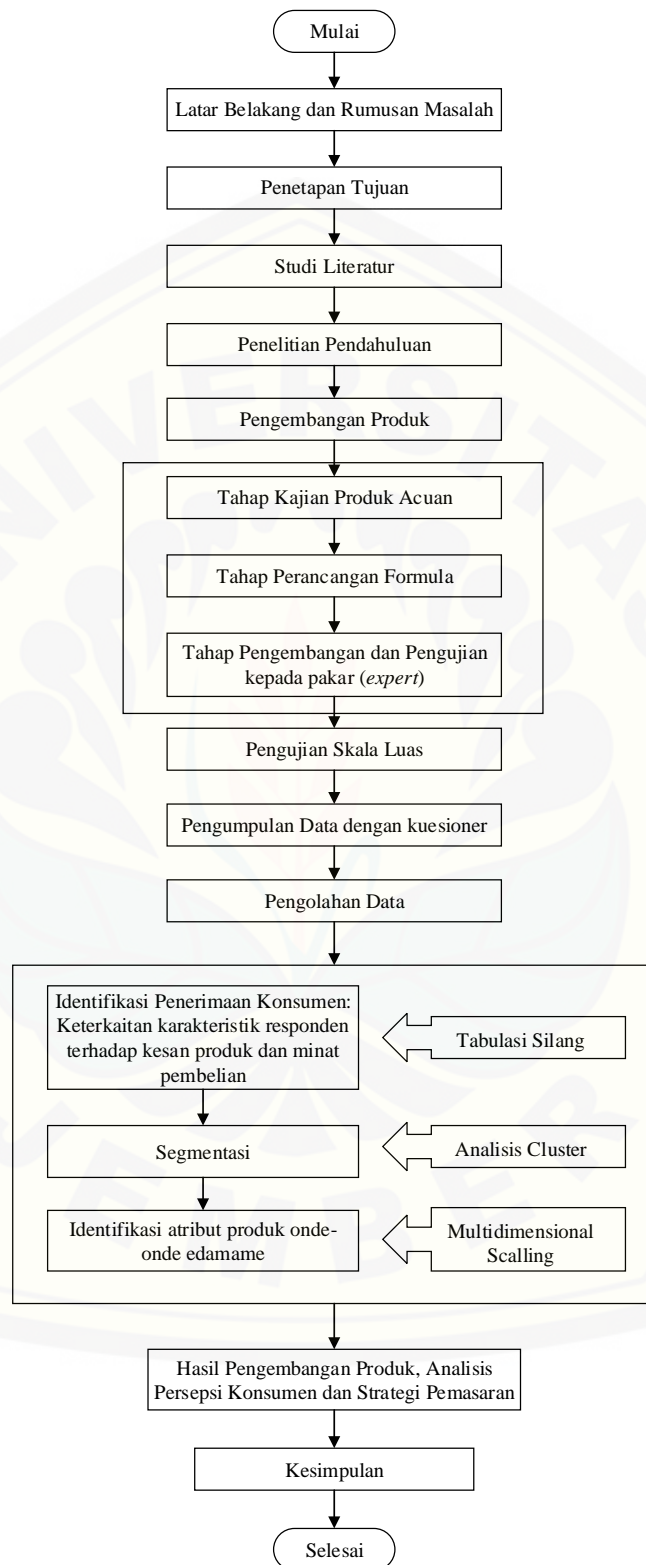 Mulai
Latar Belakang dan Rumusan Masalah
Penetapan Tujuan
Studi Literatur
Penelitian Pendahuluan
Pengembangan Produk
Tahap Kajian Produk Acuan
Tahap Perancangan Formula
Tahap Pengembangan dan Pengujian
kepada pakar (expert)
Pengujian Skala Luas
Pengumpulan Data dengan kuesioner
Pengolahan Data
Identifikasi Penerimaan Konsumen:
Keterkaitan karakteristik responden
terhadap kesan produk dan minat
pembelian
Tabulasi Silang
Segmentasi
Analisis Cluster
Identifikasi atribut produk onde-
onde edamame
Multidimensional
Scalling
Hasil Pengembangan Produk, Analisis
Persepsi Konsumen dan Strategi Pemasaran
Kesimpulan
Selesai
UNIVERSITAS
JEMBER